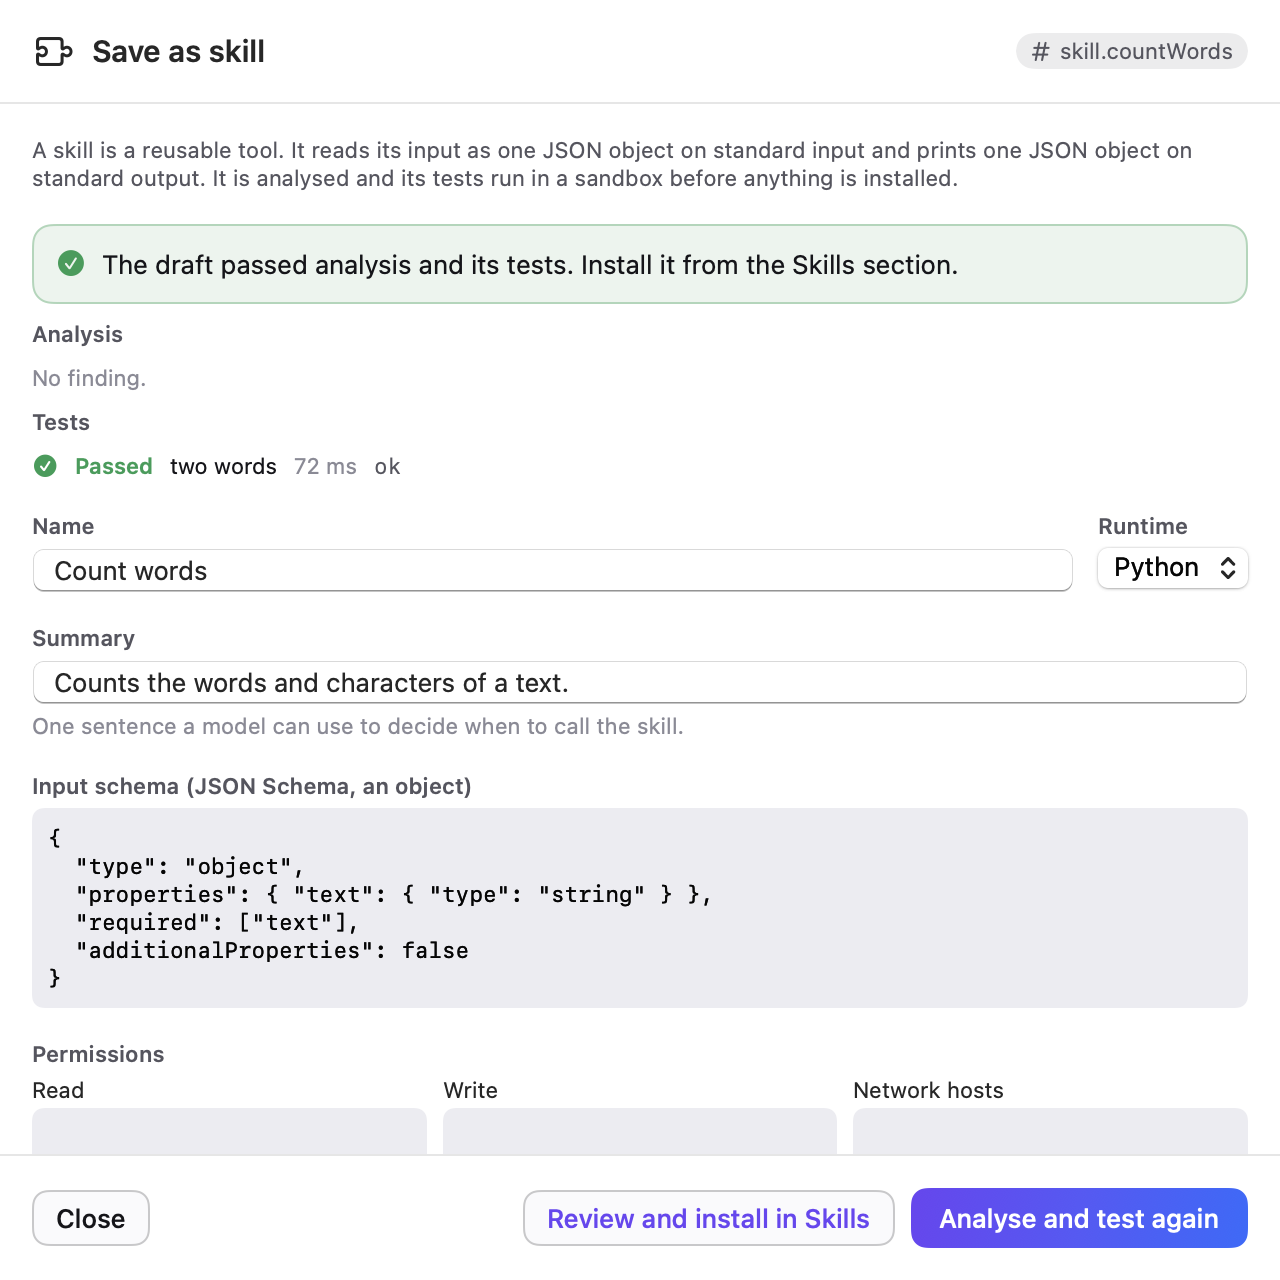 Save as skill
# skill.countWords
A skill is a reusable tool. It reads its input as one JSON object on standard input and prints one JSON object on
standard output. It is analysed and its tests run in a sandbox before anything is installed.
The draft passed analysis and its tests. Install it from the Skills section.
Analysis
No finding.
Tests
Passed two words 72 ms ok
Name
Runtime
Count words
Python
Summary
Counts the words and characters of a text.
One sentence a model can use to decide when to call the skill.
Input schema (JSON Schema, an object)
{
  "type": "object",
  "properties": { "text": { "type": "string" } },
  "required": ["text"],
  "additionalProperties": false
}
Permissions
Read
Write
Network hosts
Close
Review and install in Skills
Analyse and test again